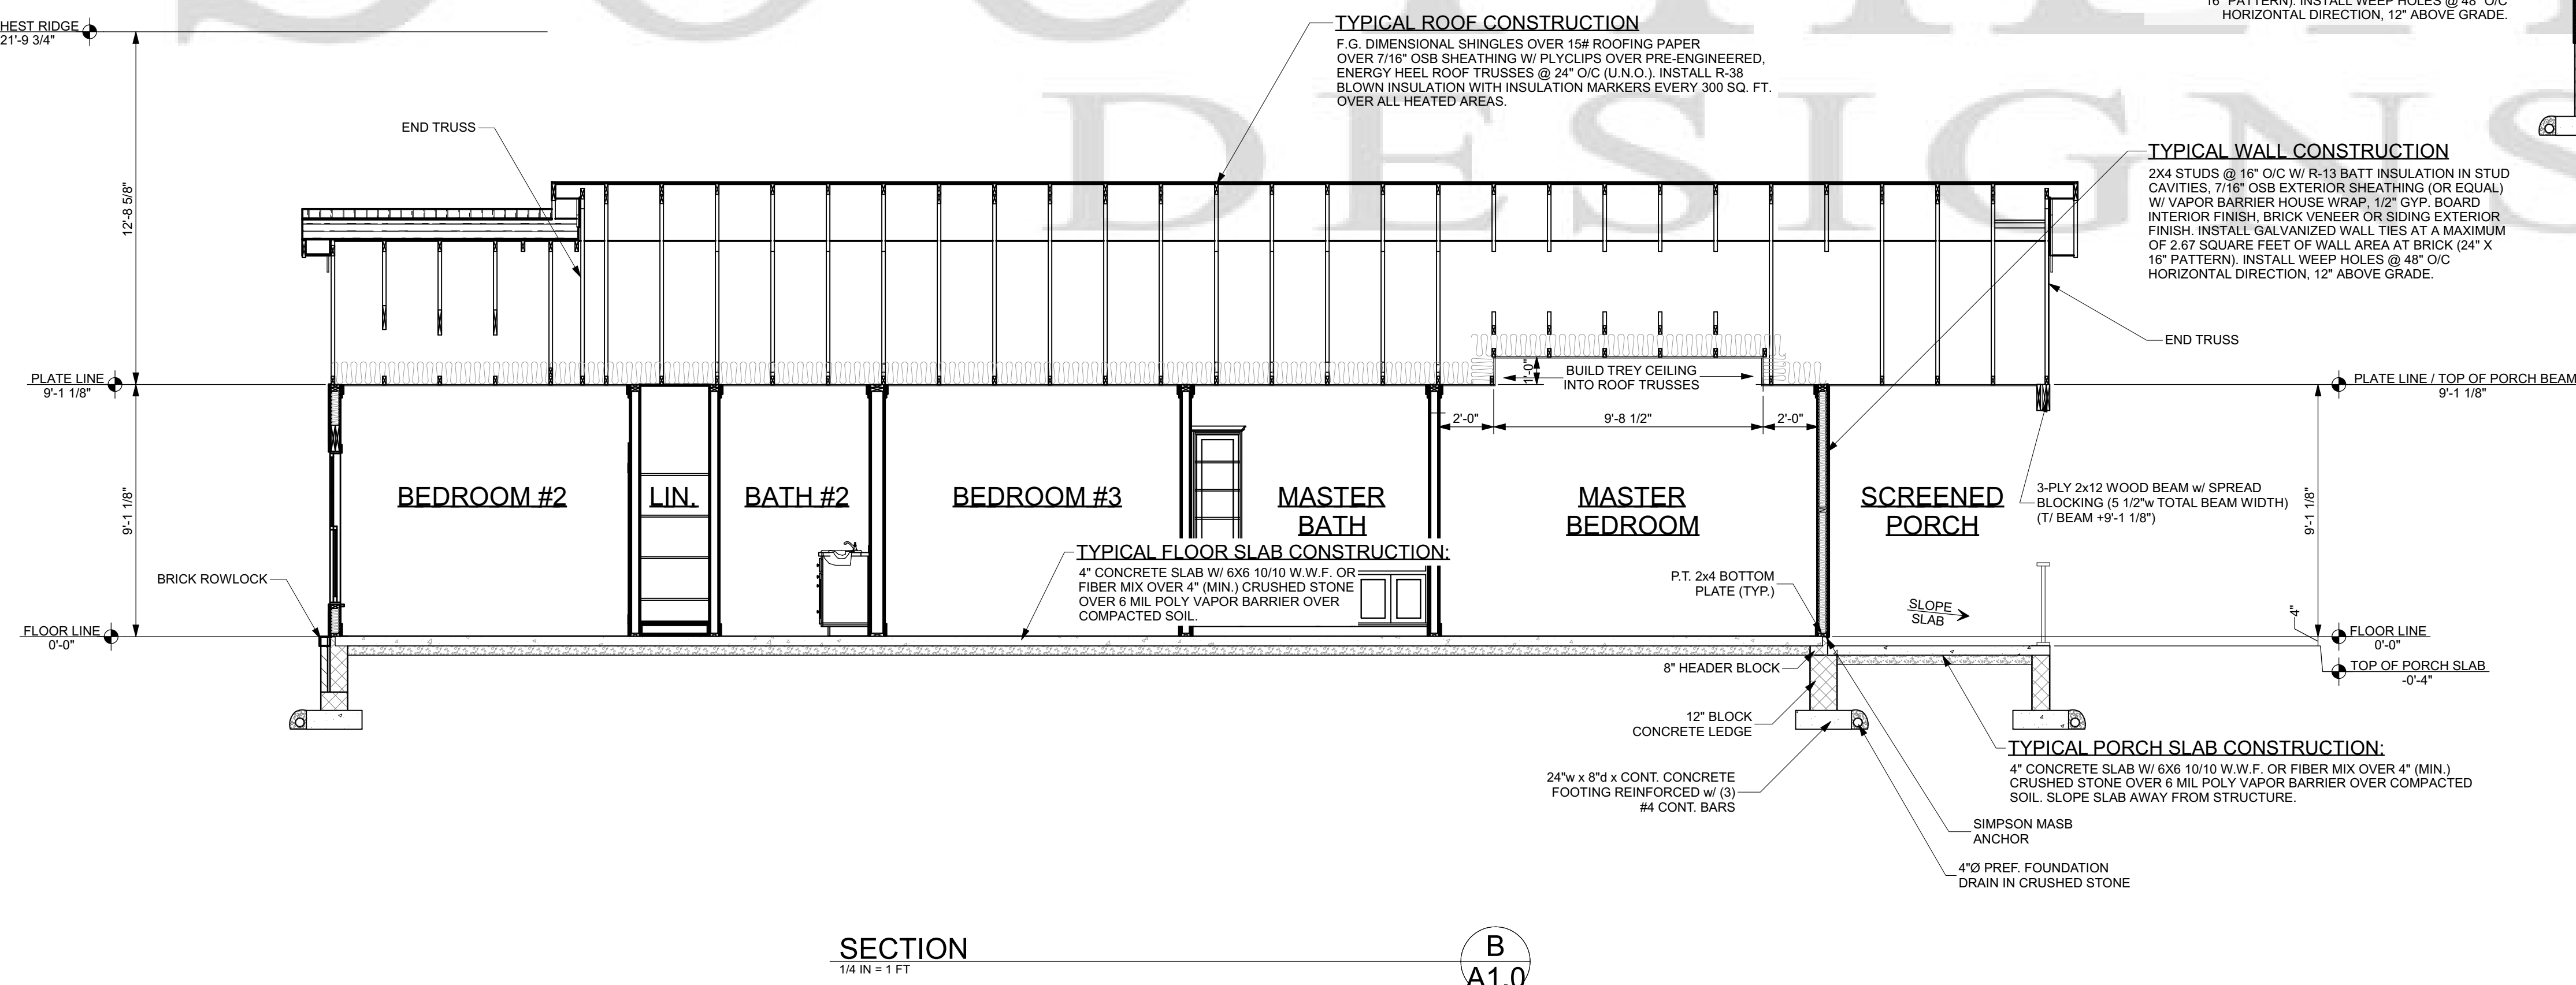 DESIGNS
16" PATTERN). INSTALL WEEP HOLES @ 48" O/C
HORIZONTAL DIRECTION, 12" ABOVE GRADE.
HEST RIDGE
21'-9 3/4"
12'-8 5/8"
END TRUSS
TYPICAL ROOF CONSTRUCTION
F.G. DIMENSIONAL SHINGLES OVER 15# ROOFING PAPER
OVER 7/16" OSB SHEATHING W/ PLYCLIPS OVER PRE-ENGINEERED,
ENERGY HEEL ROOF TRUSSES @ 24" O/C (U.N.O.). INSTALL R-38
BLOWN INSULATION WITH INSULATION MARKERS EVERY 300 SQ. FT.
OVER ALL HEATED AREAS.
TYPICAL WALL CONSTRUCTION
2X4 STUDS @ 16" O/C W/ R-13 BATT INSULATION IN STUD
CAVITIES, 7/16" OSB EXTERIOR SHEATHING (OR EQUAL)
W/ VAPOR BARRIER HOUSE WRAP, 1/2" GYP. BOARD
INTERIOR FINISH, BRICK VENEER OR SIDING EXTERIOR
FINISH. INSTALL GALVANIZED WALL TIES AT A MAXIMUM
OF 2.67 SQUARE FEET OF WALL AREA AT BRICK (24" X
16" PATTERN). INSTALL WEEP HOLES @ 48" O/C
HORIZONTAL DIRECTION, 12" ABOVE GRADE.
END TRUSS
PLATE LINE
9'-1 1/8"
1'-0"
BUILD TREY CEILING
INTO ROOF TRUSSES
PLATE LINE / TOP OF PORCH BEAM
9'-1 1/8"
2'-0"
9'-8 1/2"
2'-0"
9'-1 1/8"
BEDROOM #2
LIN.
BATH #2
BEDROOM #3
MASTER
BATH
MASTER
BEDROOM
SCREENED
PORCH
3-PLY 2x12 WOOD BEAM w/ SPREAD
BLOCKING (5 1/2"w TOTAL BEAM WIDTH)
(T/ BEAM +9'-1 1/8")
9'-1 1/8"
TYPICAL FLOOR SLAB CONSTRUCTION:
4" CONCRETE SLAB W/ 6X6 10/10 W.W.F. OR
FIBER MIX OVER 4" (MIN.) CRUSHED STONE
OVER 6 MIL POLY VAPOR BARRIER OVER
COMPACTED SOIL.
BRICK ROWLOCK
P.T. 2x4 BOTTOM
PLATE (TYP.)
SLOPE
SLAB
4"
FLOOR LINE
0'-0"
FLOOR LINE
0'-0"
8" HEADER BLOCK
TOP OF PORCH SLAB
-0'-4"
12" BLOCK
CONCRETE LEDGE
24"w x 8"d x CONT. CONCRETE
FOOTING REINFORCED w/ (3)
#4 CONT. BARS
TYPICAL PORCH SLAB CONSTRUCTION:
4" CONCRETE SLAB W/ 6X6 10/10 W.W.F. OR FIBER MIX OVER 4" (MIN.)
CRUSHED STONE OVER 6 MIL POLY VAPOR BARRIER OVER COMPACTED
SOIL. SLOPE SLAB AWAY FROM STRUCTURE.
SIMPSON MASB
ANCHOR
4"Ø PREF. FOUNDATION
DRAIN IN CRUSHED STONE
SECTION
1/4 IN = 1 FT
B
A1.0